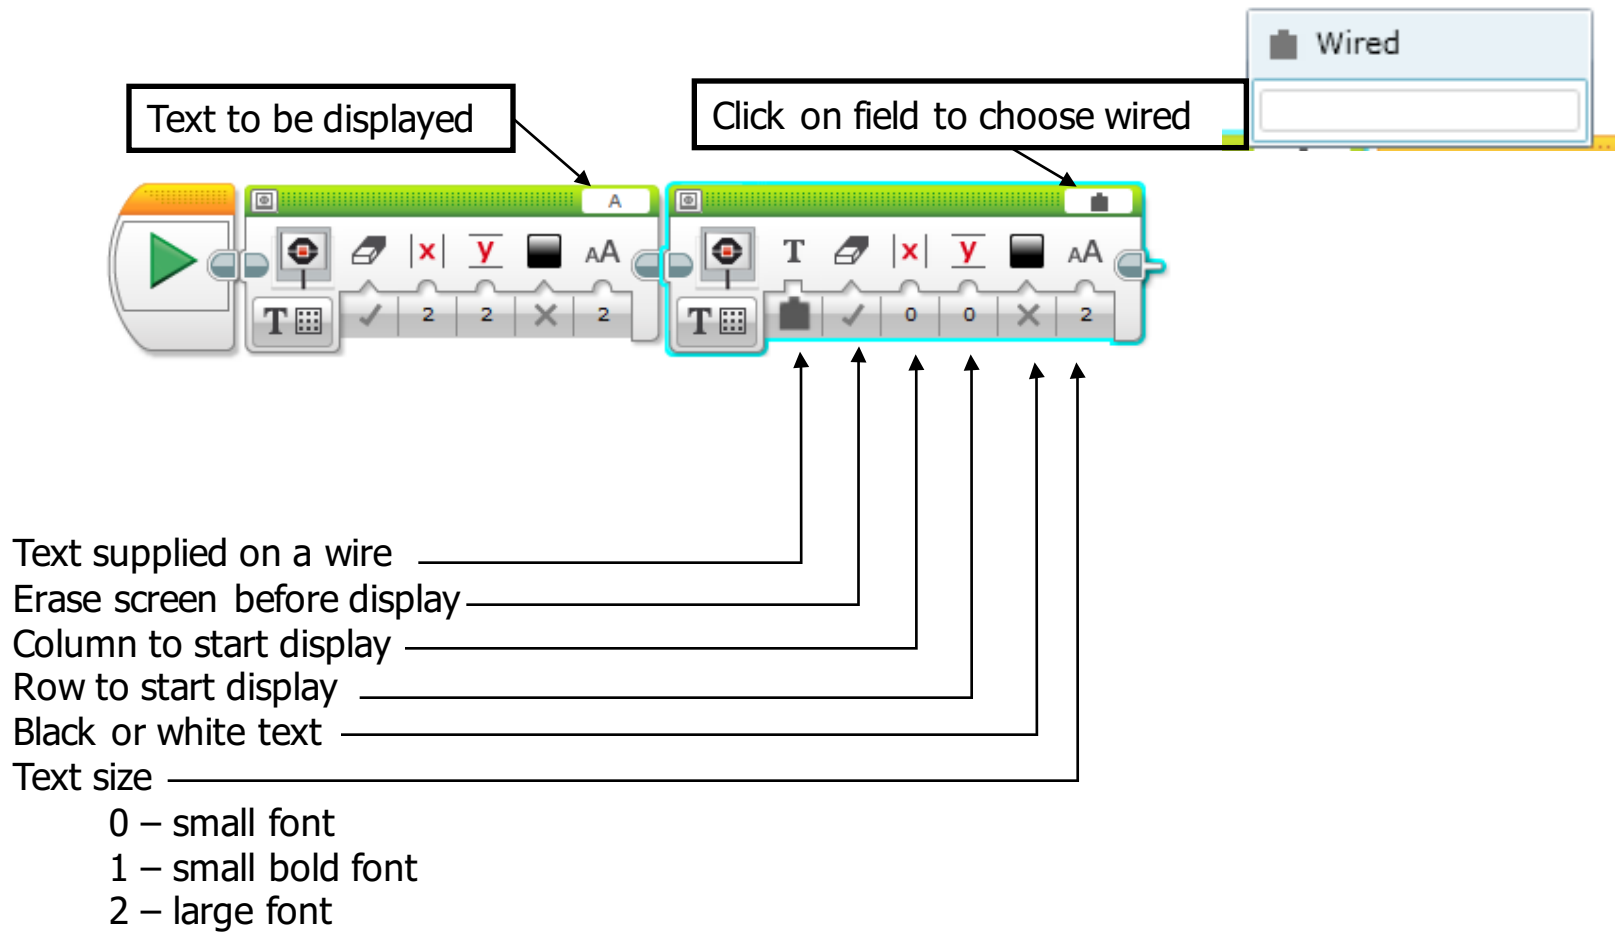 Wired
Text to be displayed
Click on field to choose wired
A
x y AA
T x y AA
T 2 2 2
T 0 0 2
Text supplied on a wire
Erase screen before display
Column to start display
Row to start display
Black or white text
Text size
0 – small font
1 – small bold font
2 – large font